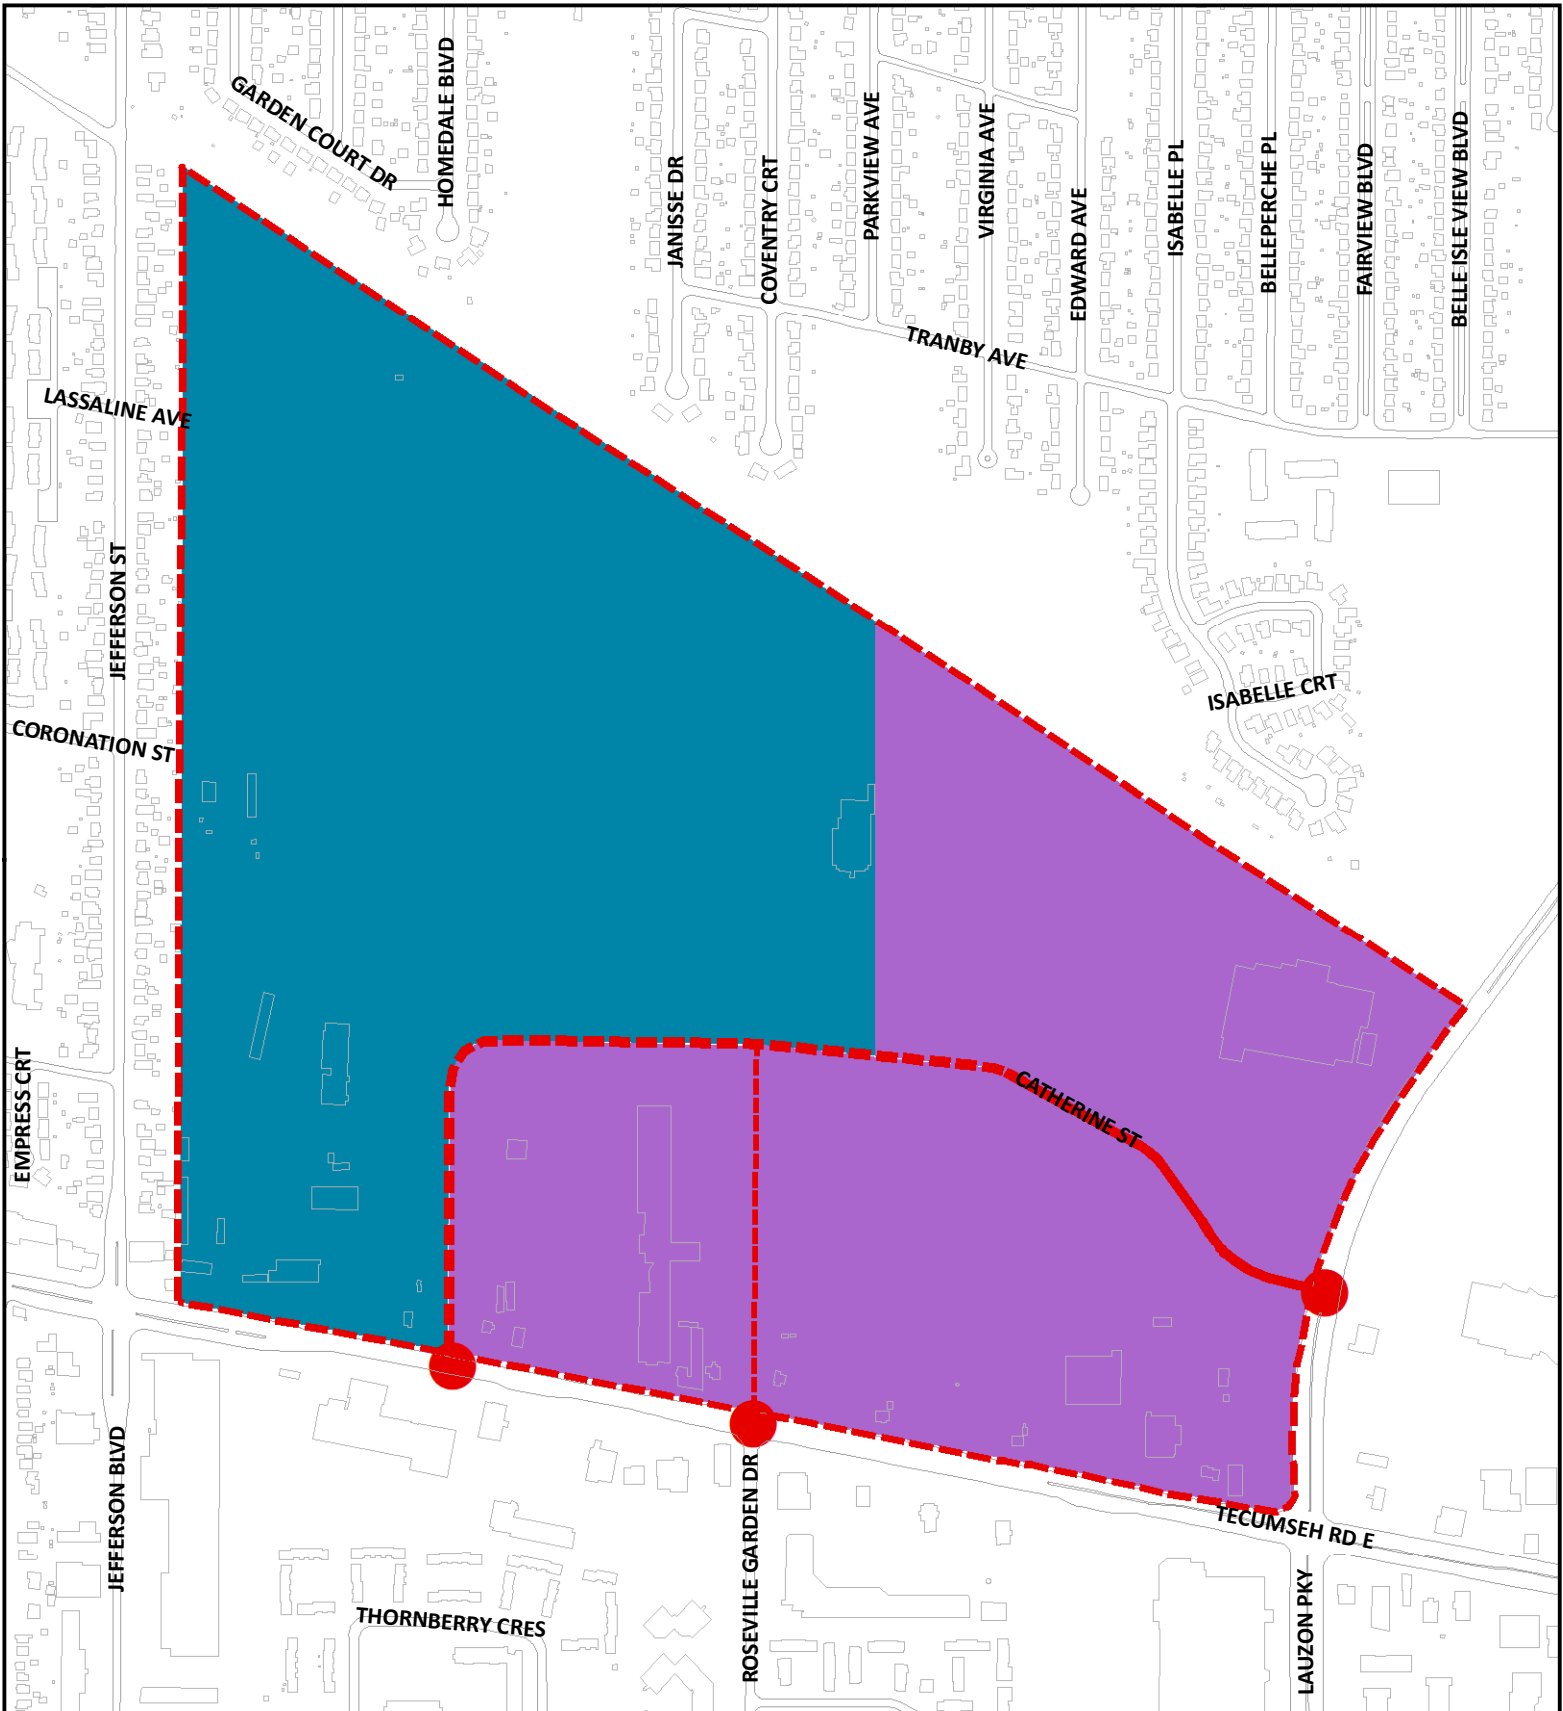 GARDEN COURT DR
HOMEDALE BLVD
JANISSE DR
COVENTRY CRT
PARKVIEW AVE
VIRGINIA AVE
EDWARD AVE
ISABELLE PL
BELLEPERCHE PL
FAIRVIEW BLVD
BELLE ISLE VIEW BLVD
TRANBY AVE
LASSALINE AVE
JEFFERSON ST
ISABELLE CRT
CORONATION ST
EMPRESS CRT
CATHERINE ST
JEFFERSON BLVD
ROSEVILLE GARDEN DR
TECUMSEH RD E
THORNBERRY CRES
LAUZON PKY